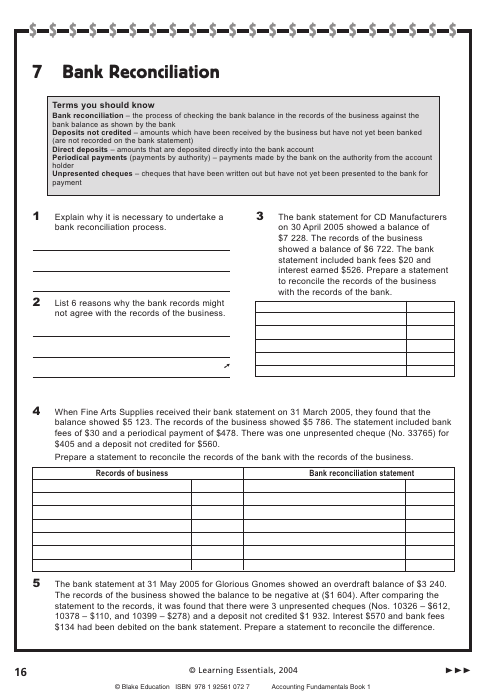 7 Bank Reconciliation
Terms you should know
Bank reconciliation – the process of checking the bank balance in the records of the business against the
bank balance as shown by the bank
Deposits not credited – amounts which have been received by the business but have not yet been banked
(are not recorded on the bank statement)
Direct deposits – amounts that are deposited directly into the bank account
Periodical payments (payments by authority) – payments made by the bank on the authority from the account
holder
Unpresented cheques – cheques that have been written out but have not yet been presented to the bank for
payment
1 Explain why it is necessary to undertake a
bank reconciliation process.
2 List 6 reasons why the bank records might
not agree with the records of the business.
3 The bank statement for CD Manufacturers
on 30 April 2005 showed a balance of
$7 228. The records of the business
showed a balance of $6 722. The bank
statement included bank fees $20 and
interest earned $526. Prepare a statement
to reconcile the records of the business
with the records of the bank.
4 When Fine Arts Supplies received their bank statement on 31 March 2005, they found that the
balance showed $5 123. The records of the business showed $5 786. The statement included bank
fees of $30 and a periodical payment of $478. There was one unpresented cheque (No. 33765) for
$405 and a deposit not credited for $560.
Prepare a statement to reconcile the records of the bank with the records of the business.
Records of business Bank reconciliation statement
5 The bank statement at 31 May 2005 for Glorious Gnomes showed an overdraft balance of $3 240.
The records of the business showed the balance to be negative at ($1 604). After comparing the
statement to the records, it was found that there were 3 unpresented cheques (Nos. 10326 – $612,
10378 – $110, and 10399 – $278) and a deposit not credited $1 932. Interest $570 and bank fees
$134 had been debited on the bank statement. Prepare a statement to reconcile the difference.
16 © Learning Essentials, 2004
© Blake Education ISBN 978 1 92561 072 7 Accounting Fundamentals Book 1